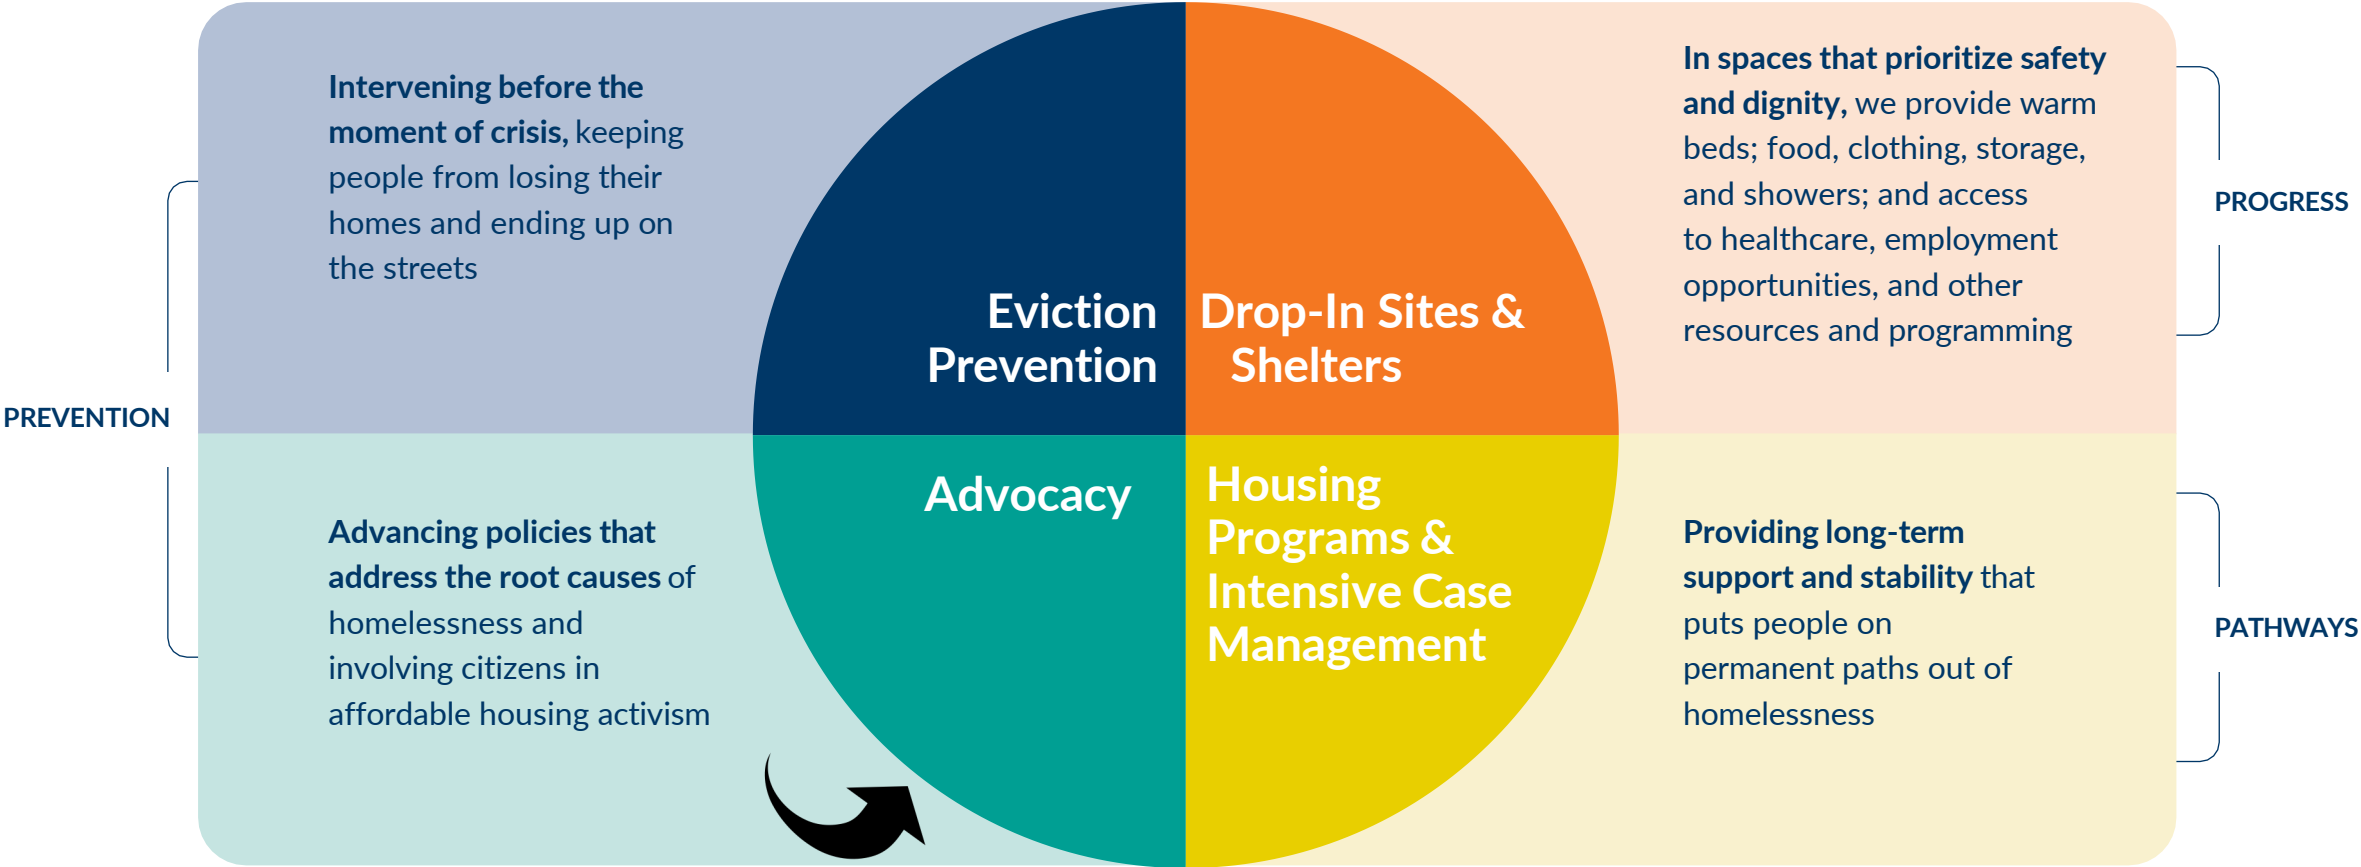 PREVENTION
Intervening before the
moment of crisis, keeping
people from losing their
homes and ending up on
the streets
Eviction
Prevention
Drop-In Sites &
Shelters
In spaces that prioritize safety
and dignity, we provide warm
beds; food, clothing, storage,
and showers; and access
to healthcare, employment
opportunities, and other
resources and programming
PROGRESS
Advancing policies that
address the root causes of
homelessness and
involving citizens in
affordable housing activism
Advocacy
Housing
Programs &
Intensive Case
Management
Providing long-term
support and stability that
puts people on
permanent paths out of
homelessness
PATHWAYS